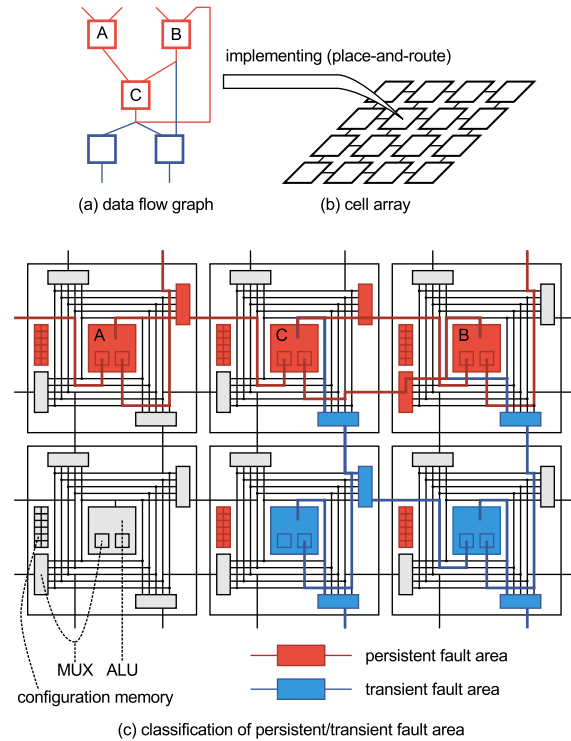 A
B
C
implementing (place-and-route)
(a) data flow graph
(b) cell array
A
C
B
MUX
ALU
configuration memory
persistent fault area
transient fault area
(c) classification of persistent/transient fault area